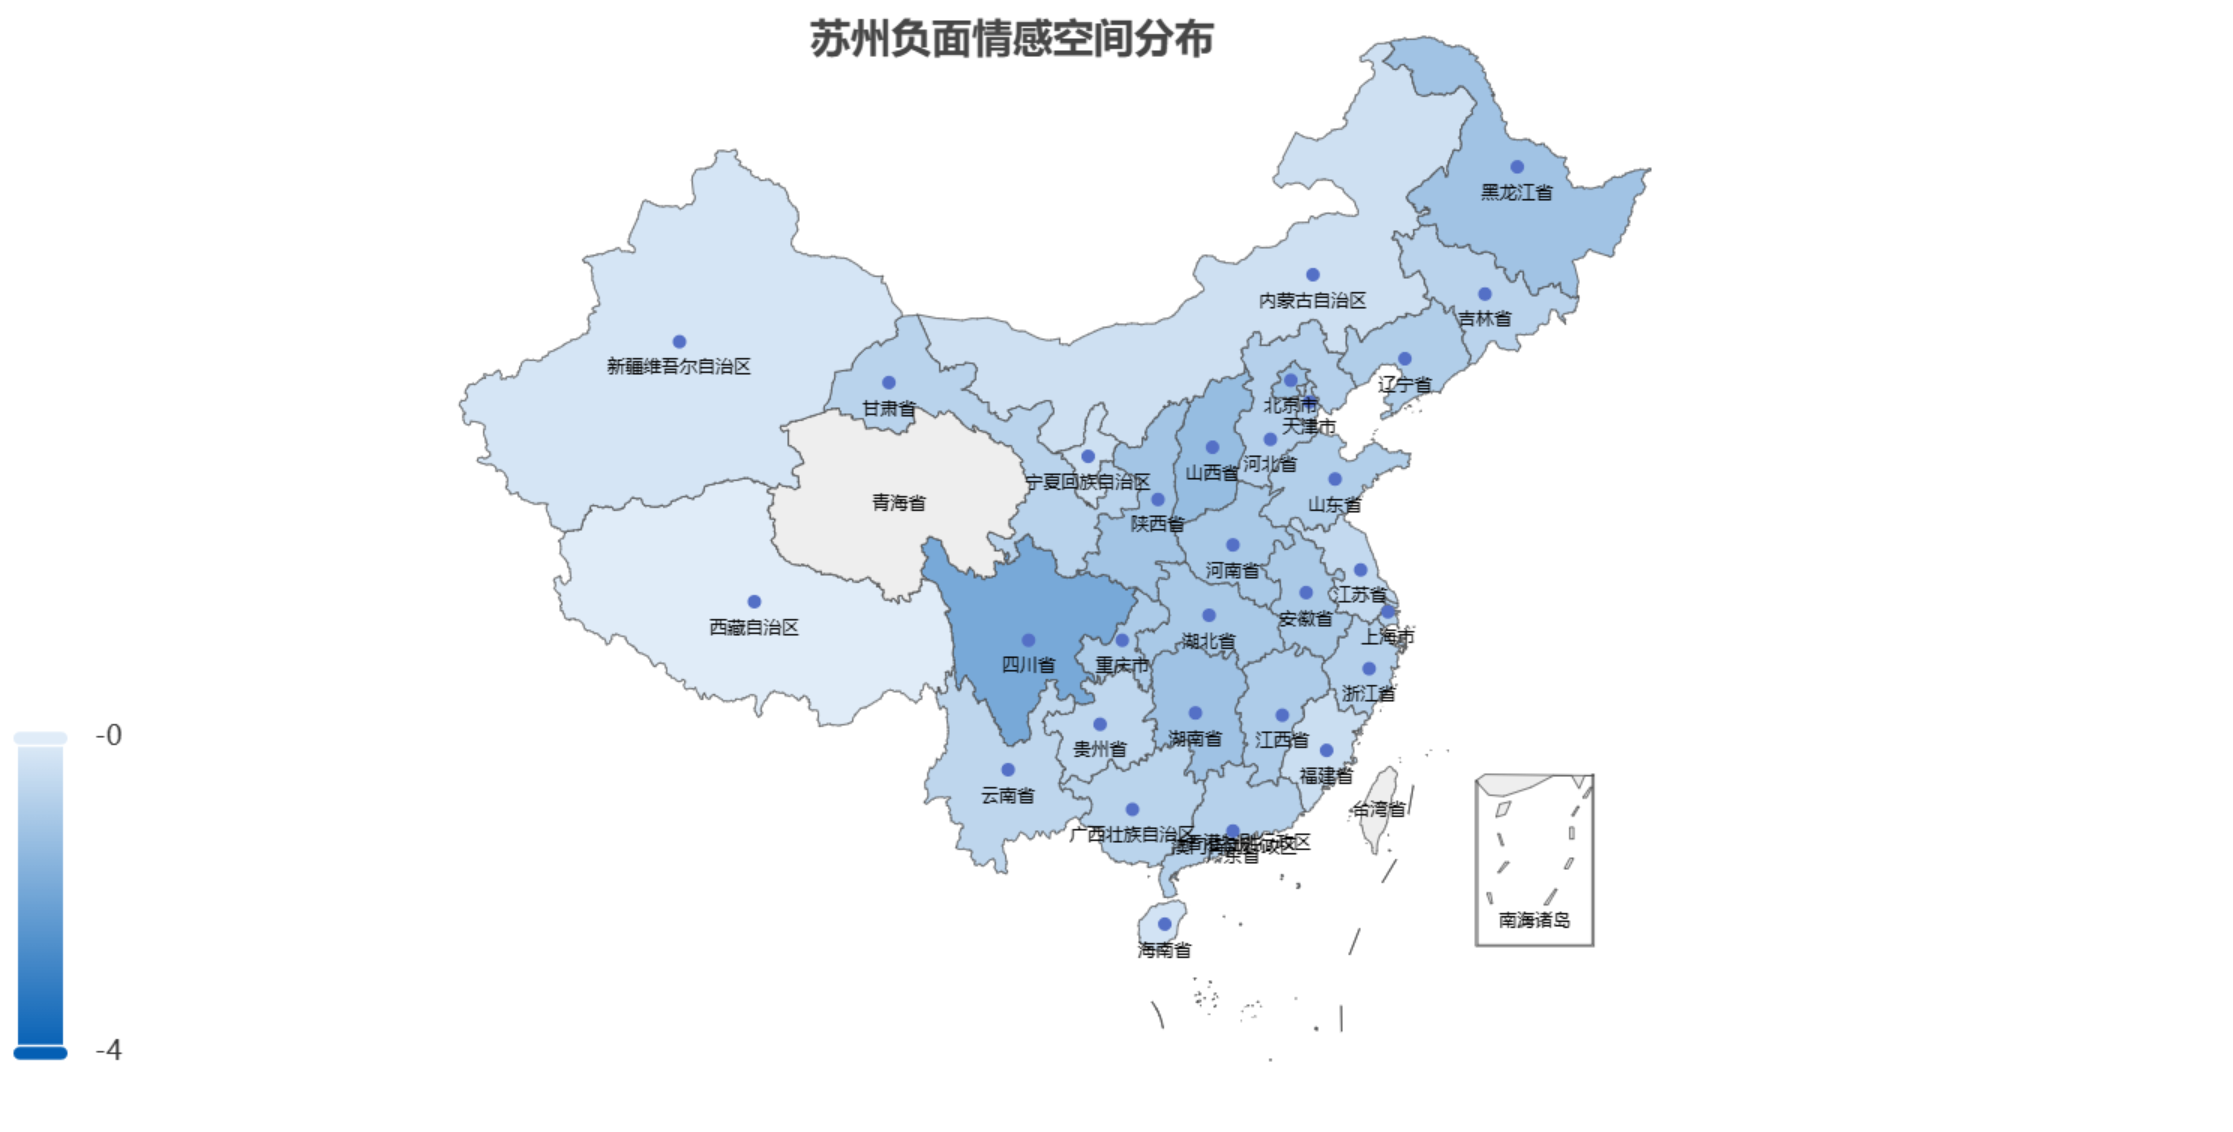 苏州负面情感空间分布
黑龙江省
内蒙古自治区
吉林省
新疆维吾尔自治区
辽宁省
甘肃省
北京市
天津市
河北省
山西省
宁夏回族自治区
青海省
山东省
陕西省
河南省
江苏省
安徽省
西藏自治区
上海市
湖北省
四川省
重庆市
浙江省
-0
湖南省
江西省
贵州省
福建省
云南省
台湾省
广西壮族自治区
广东省
南海诸岛
海南省
-4